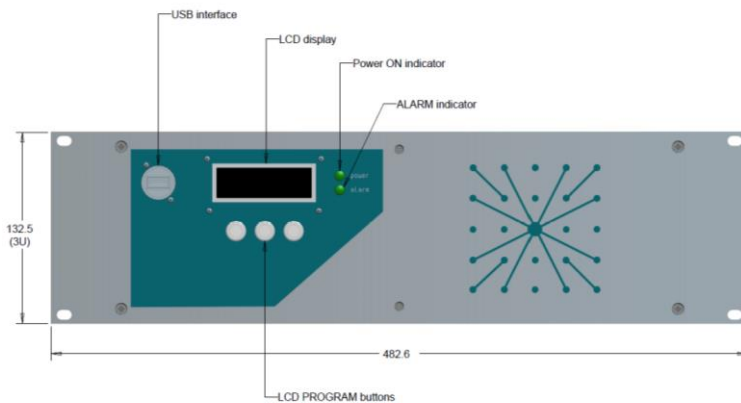 USB interface
LCD display
Power ON indicator
ALARM indicator
power
alarm
132.5
(3U)
482.6
LCD PROGRAM buttons